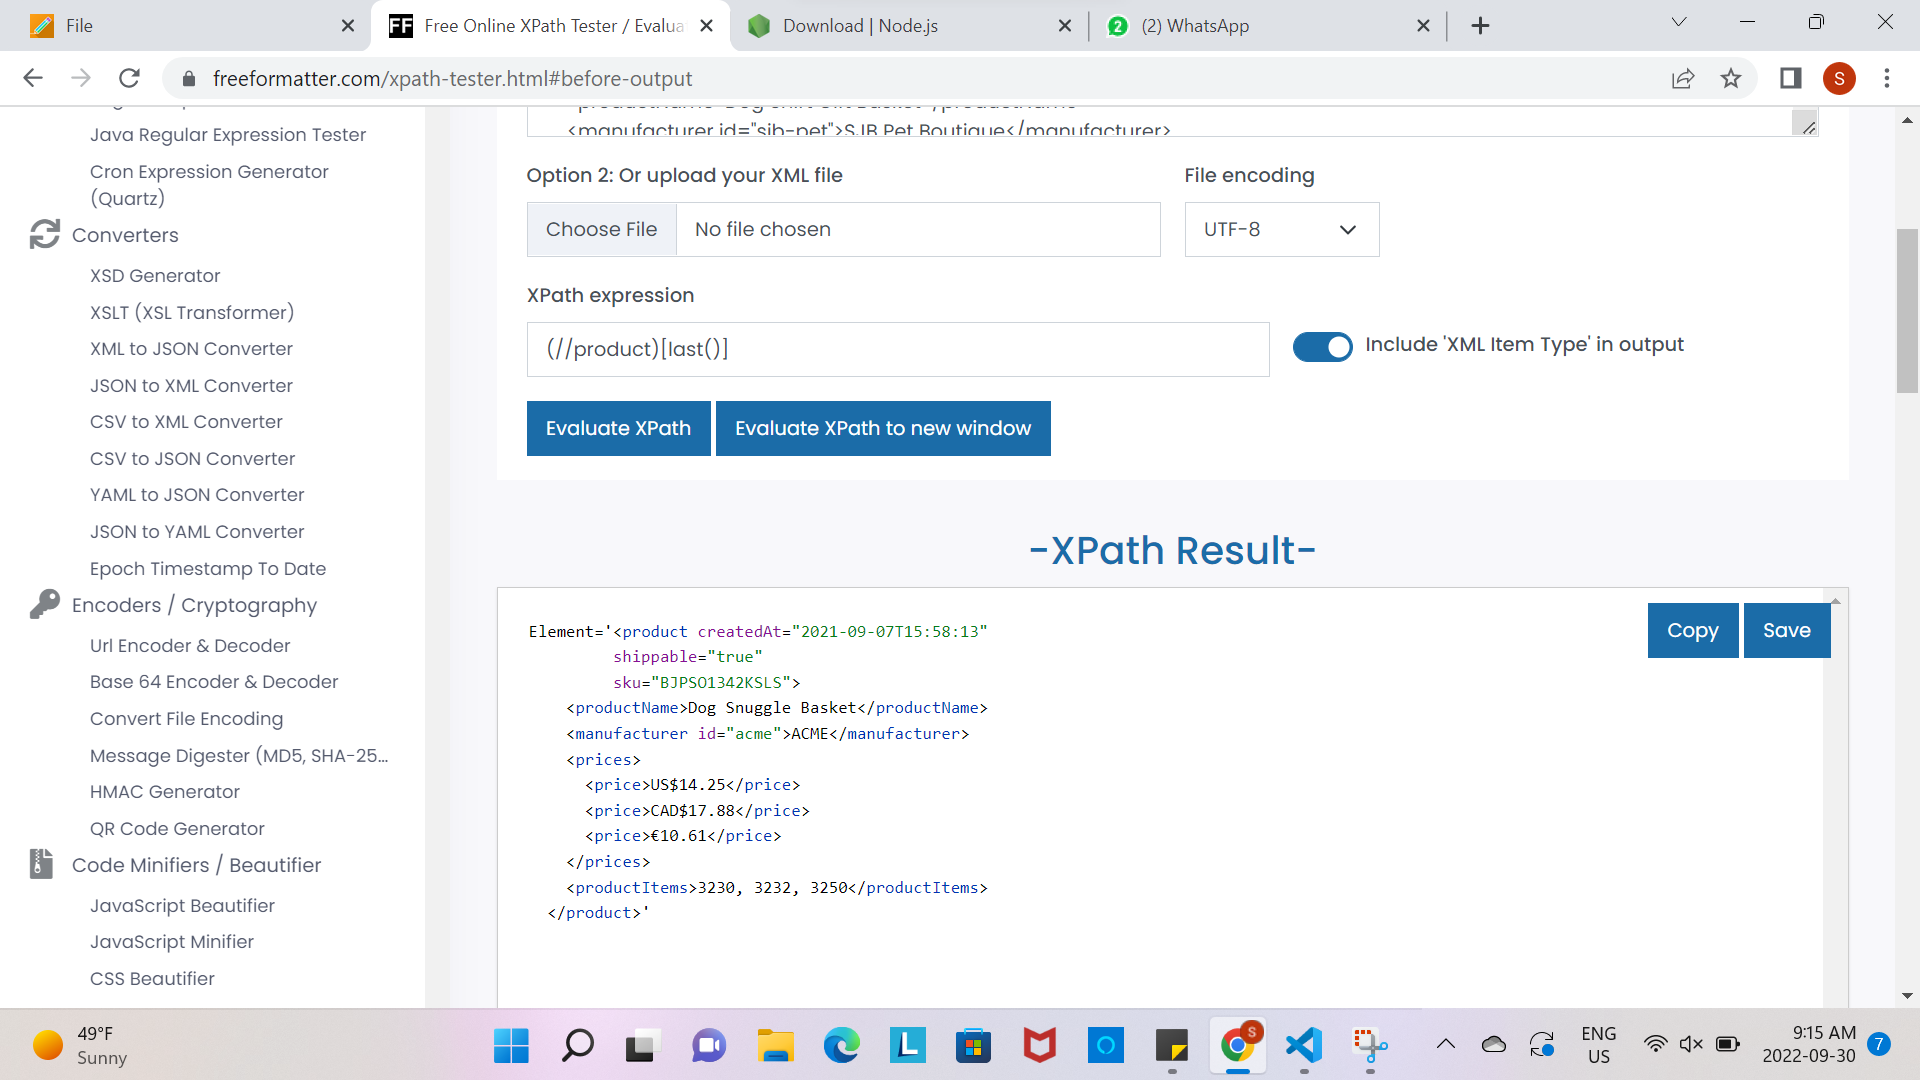 File
FF Free Online XPath Tester / Evalua
Download | Node.js
2 (2) WhatsApp
freeformatter.com/xpath-tester.html#before-output
S
Java Regular Expression Tester
Cron Expression Generator
(Quartz)
Converters
XSD Generator
XSLT (XSL Transformer)
XML to JSON Converter
JSON to XML Converter
CSV to XML Converter
CSV to JSON Converter
YAML to JSON Converter
JSON to YAML Converter
Epoch Timestamp To Date
Encoders / Cryptography
Url Encoder & Decoder
Base 64 Encoder & Decoder
Convert File Encoding
Message Digester (MD5, SHA-25...
HMAC Generator
QR Code Generator
Code Minifiers / Beautifier
JavaScript Beautifier
JavaScript Minifier
CSS Beautifier
<manufacturer id="sjb-pet">SJB Pet Boutique</manufacturer>
Option 2: Or upload your XML file
File encoding
Choose File No file chosen
UTF-8
XPath expression
(//product)[last()]
Include 'XML Item Type' in output
Evaluate XPath
Evaluate XPath to new window
-XPath Result-
Copy
Save
Element='<product createdAt="2021-09-07T15:58:13"
shippable="true"
sku="BJPSO1342KSLS">
<productName>Dog Snuggle Basket</productName>
<manufacturer id="acme">ACME</manufacturer>
<prices>
<price>US$14.25</price>
<price>CAD$17.88</price>
<price>€10.61</price>
</prices>
<productItems>3230, 3232, 3250</productItems>
</product>'
49°F
Sunny
L
S
ENG
US
9:15 AM
2022-09-30
7